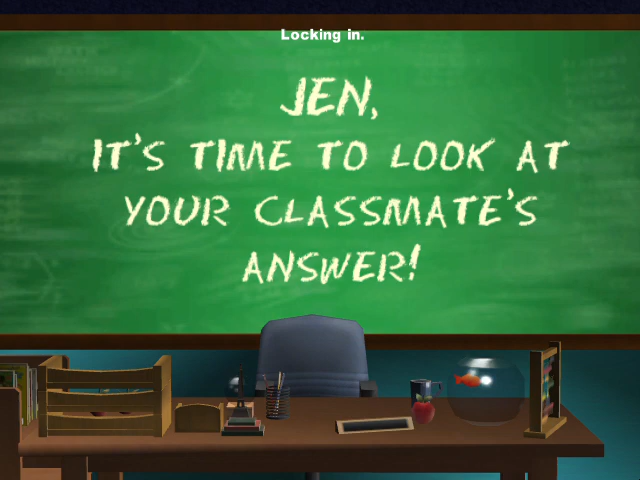 Locking in.
JEN,
IT'S TIME TO LOOK AT
YOUR CLASSMATE'S
ANSWER!